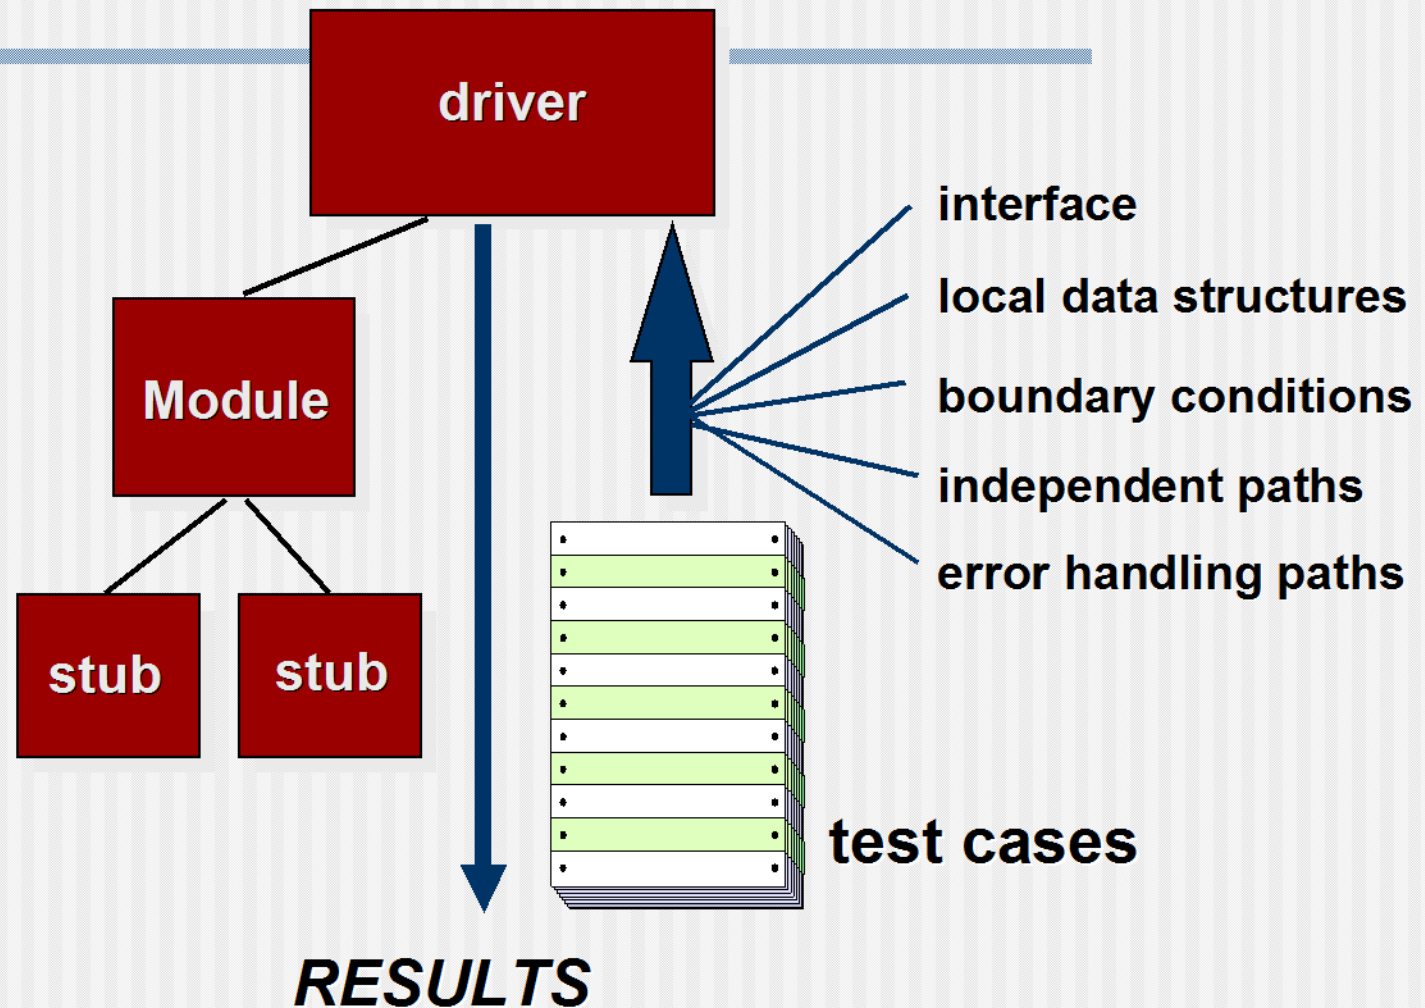 driver
interface
local data structures
Module
boundary conditions
independent paths
error handling paths
stub
stub
test cases
RESULTS